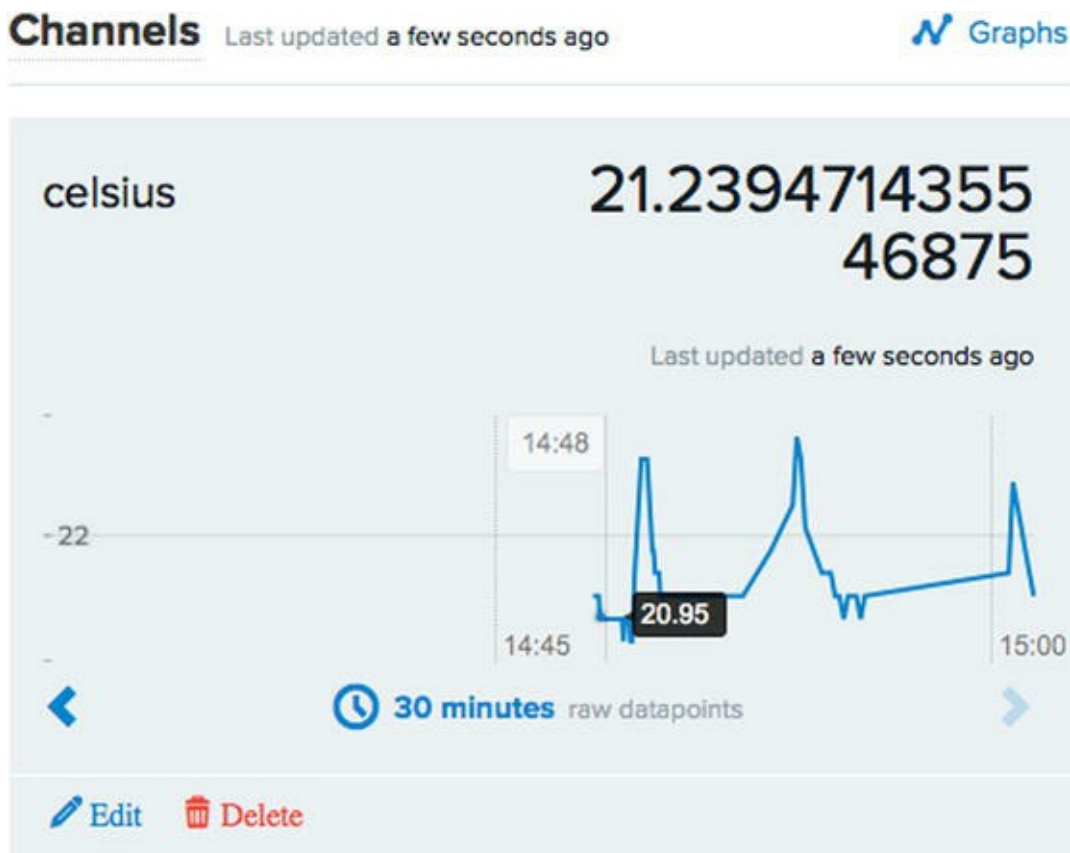 Channels Last updated a few seconds ago Graphs
celsius 21.2394714355
46875
Last updated a few seconds ago
14:48
22
20.95
14:45 15:00
30 minutes raw datapoints
Edit Delete